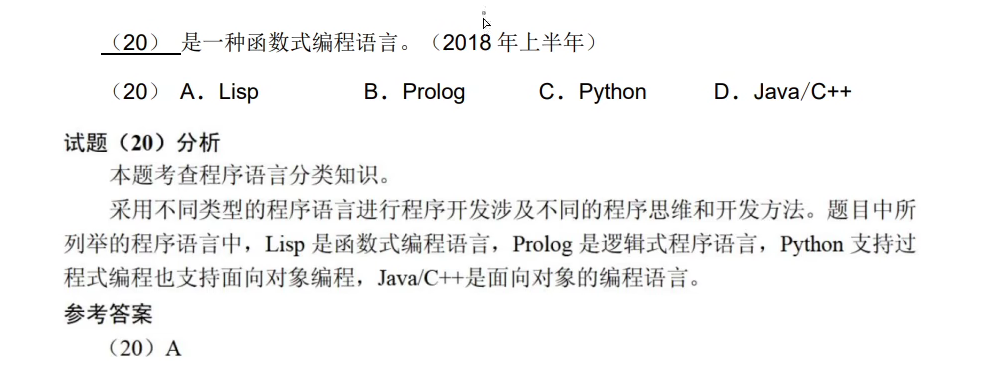 （20）是一种函数式编程语言。（2018 年上半年）
（20） A．Lisp B．Prolog C．Python D．Java/C++
试题（20）分析
本题考查程序语言分类知识。
采用不同类型的程序语言进行程序开发涉及不同的程序思维和开发方法。题目中所
列举的程序语言中，Lisp 是函数式编程语言，Prolog 是逻辑式程序语言，Python 支持过
程式编程也支持面向对象编程，Java/C++是面向对象的编程语言。
参考答案
（20）A